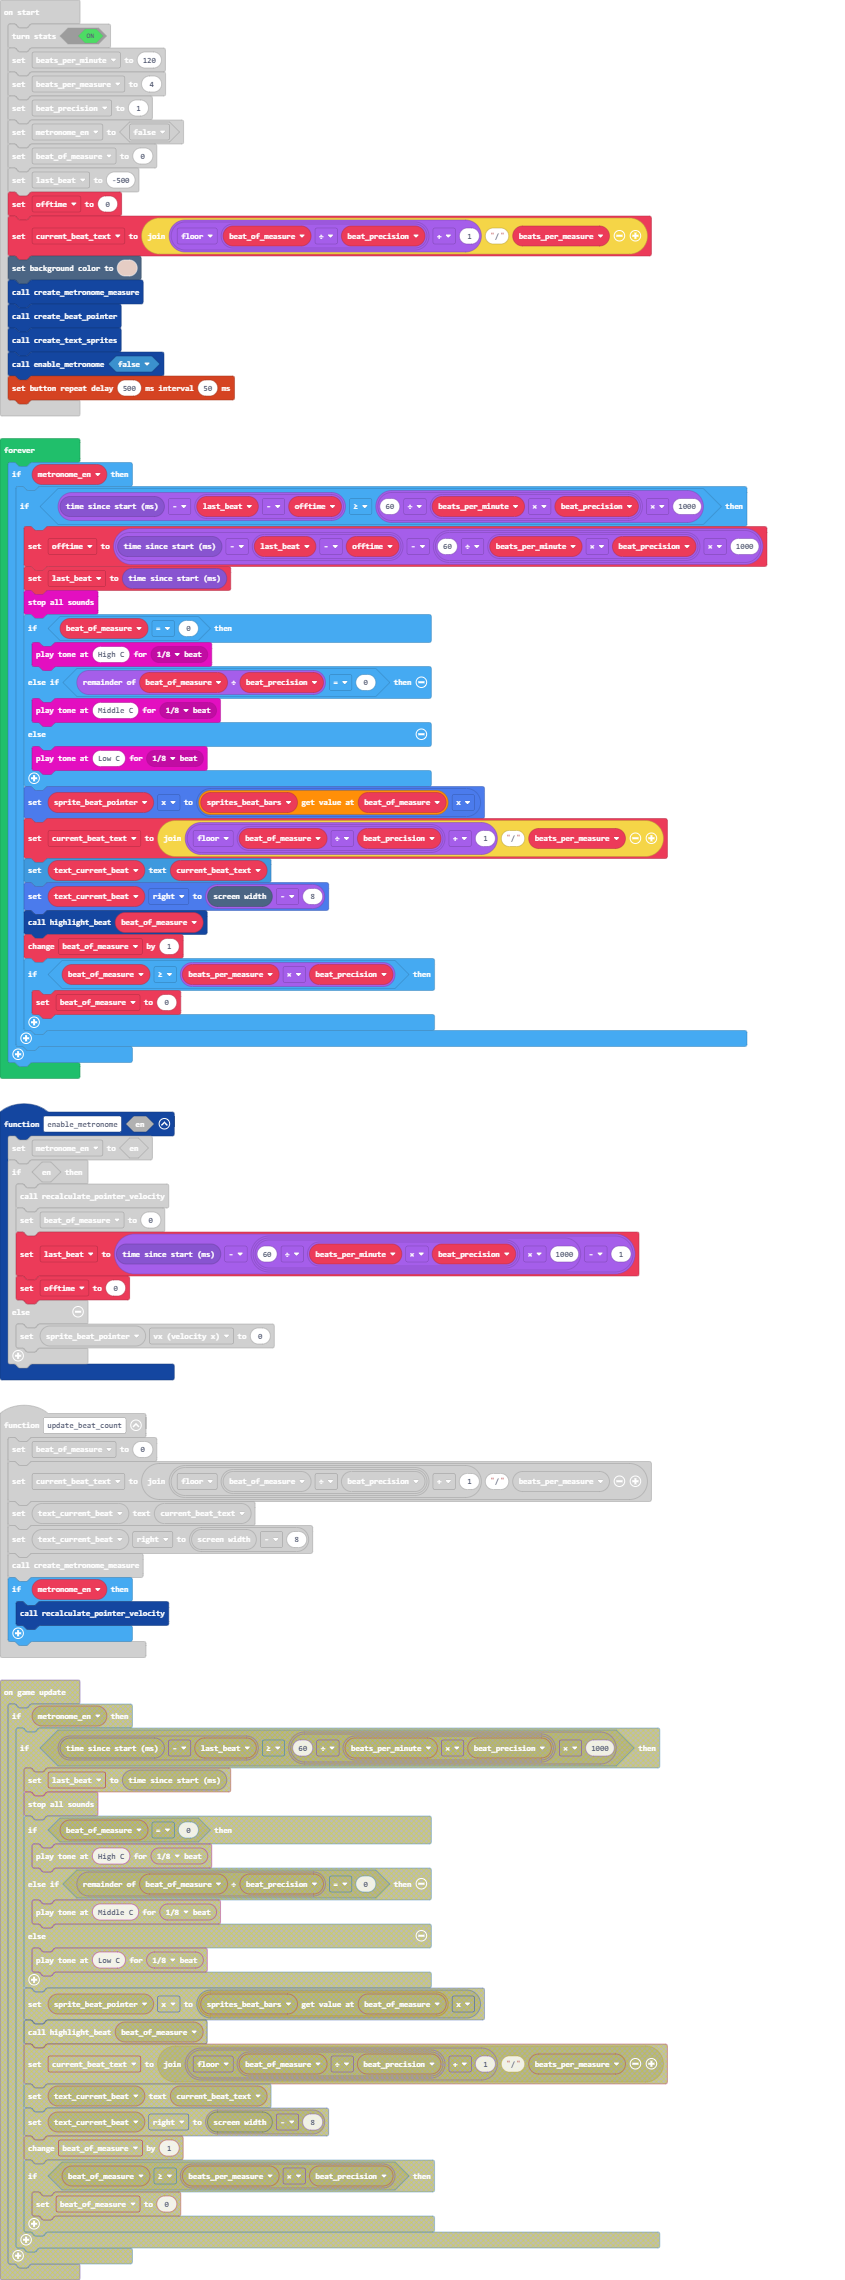 on start
turn stats ON
set beats_per_minute to 120
set beats_per_measure to 4
set beat_precision to 1
set metronome_en to false
set beat_of_measure to 0
set last_beat to -500
set offtime to 0
set current_beat_text to join floor beat_of_measure ÷ beat_precision + 1 "/" beats_per_measure
set background color to
call create_metronome_measure
call create_beat_pointer
call create_text_sprites
call enable_metronome false
set button repeat delay 500 ms interval 50 ms
forever
if metronome_en then
if time since start (ms) - last_beat - offtime ≥ 60 ÷ beats_per_minute × beat_precision × 1000 then
set offtime to time since start (ms) - last_beat - offtime - 60 ÷ beats_per_minute × beat_precision × 1000
set last_beat to time since start (ms)
stop all sounds
if beat_of_measure = 0 then
play tone at High C for 1/8 beat
else if remainder of beat_of_measure ÷ beat_precision = 0 then
play tone at Middle C for 1/8 beat
else
play tone at Low C for 1/8 beat
set sprite_beat_pointer x to sprites_beat_bars get value at beat_of_measure x
set current_beat_text to join floor beat_of_measure ÷ beat_precision + 1 "/" beats_per_measure
set text_current_beat text current_beat_text
set text_current_beat right to screen width - 8
call highlight_beat beat_of_measure
change beat_of_measure by 1
if beat_of_measure ≥ beats_per_measure × beat_precision then
set beat_of_measure to 0
function enable_metronome en
set metronome_en to en
if en then
call recalculate_pointer_velocity
set beat_of_measure to 0
set last_beat to time since start (ms) - 60 ÷ beats_per_minute × beat_precision × 1000 - 1
set offtime to 0
else
set sprite_beat_pointer vx (velocity x) to 0
function update_beat_count
set beat_of_measure to 0
set current_beat_text to join floor beat_of_measure ÷ beat_precision + 1 "/" beats_per_measure
set text_current_beat text current_beat_text
set text_current_beat right to screen width - 8
call create_metronome_measure
if metronome_en then
call recalculate_pointer_velocity
on game update
if metronome_en then
if time since start (ms) - last_beat ≥ 60 ÷ beats_per_minute × beat_precision × 1000 then
set last_beat to time since start (ms)
stop all sounds
if beat_of_measure = 0 then
play tone at High C for 1/8 beat
else if remainder of beat_of_measure ÷ beat_precision = 0 then
play tone at Middle C for 1/8 beat
else
play tone at Low C for 1/8 beat
set sprite_beat_pointer x to sprites_beat_bars get value at beat_of_measure x
call highlight_beat beat_of_measure
set current_beat_text to join floor beat_of_measure ÷ beat_precision + 1 "/" beats_per_measure
set text_current_beat text current_beat_text
set text_current_beat right to screen width - 8
change beat_of_measure by 1
if beat_of_measure ≥ beats_per_measure × beat_precision then
set beat_of_measure to 0